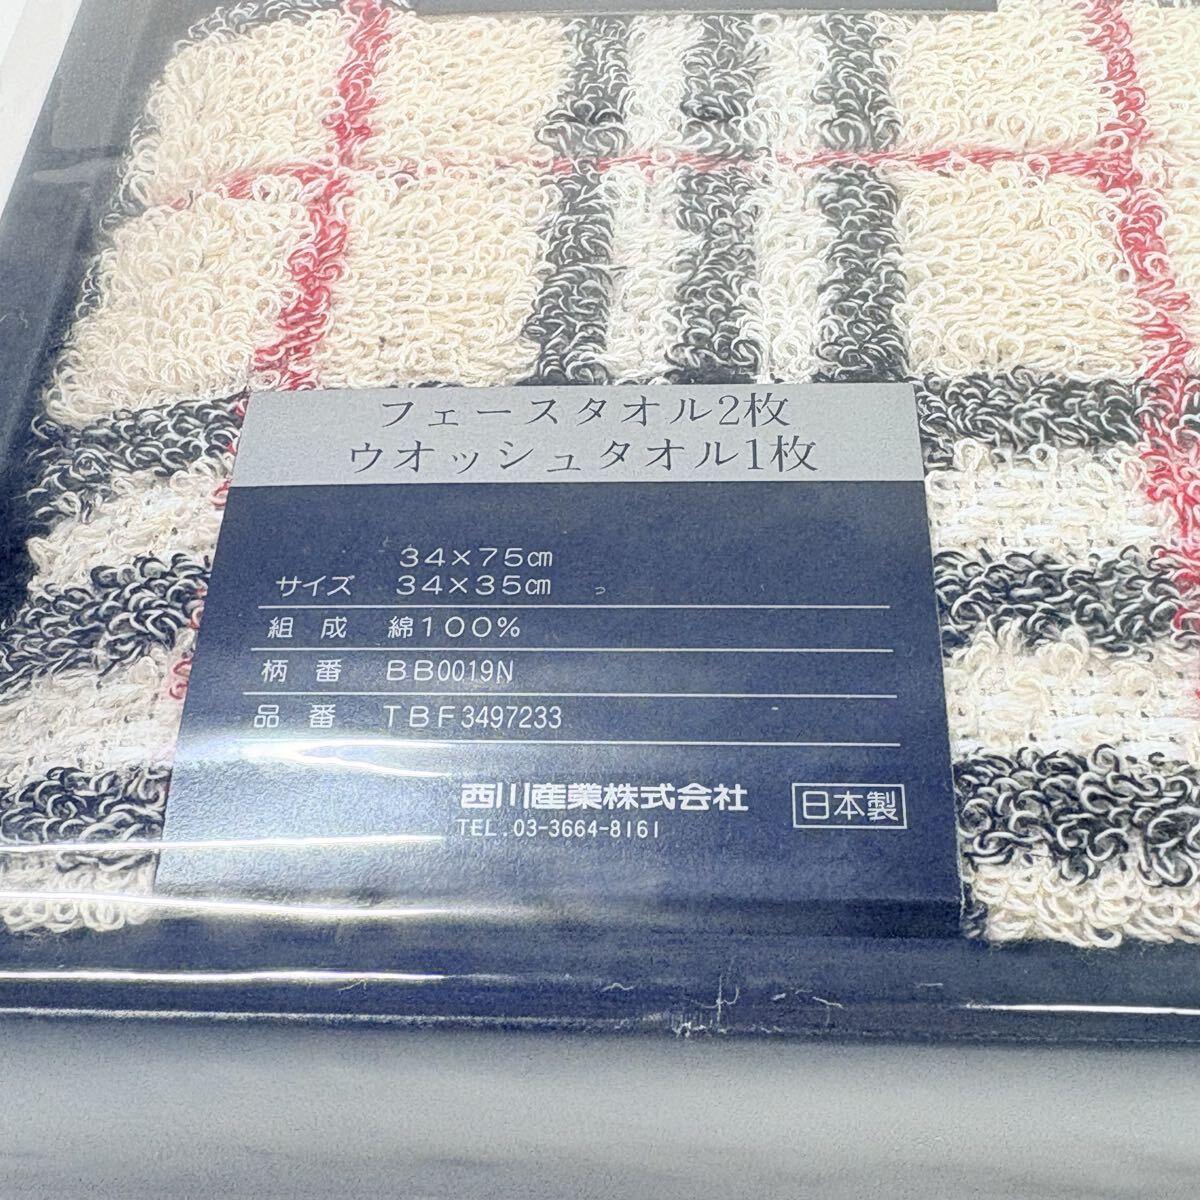 フェースタオル2枚
ウオッシュタオル1枚
34×75㎝
サイズ 34×35㎝
組 成 綿100%
柄 番 BB0019N
品 番 TBF3497233
西川産業株式会社
TEL.03-3664-8161
日本製